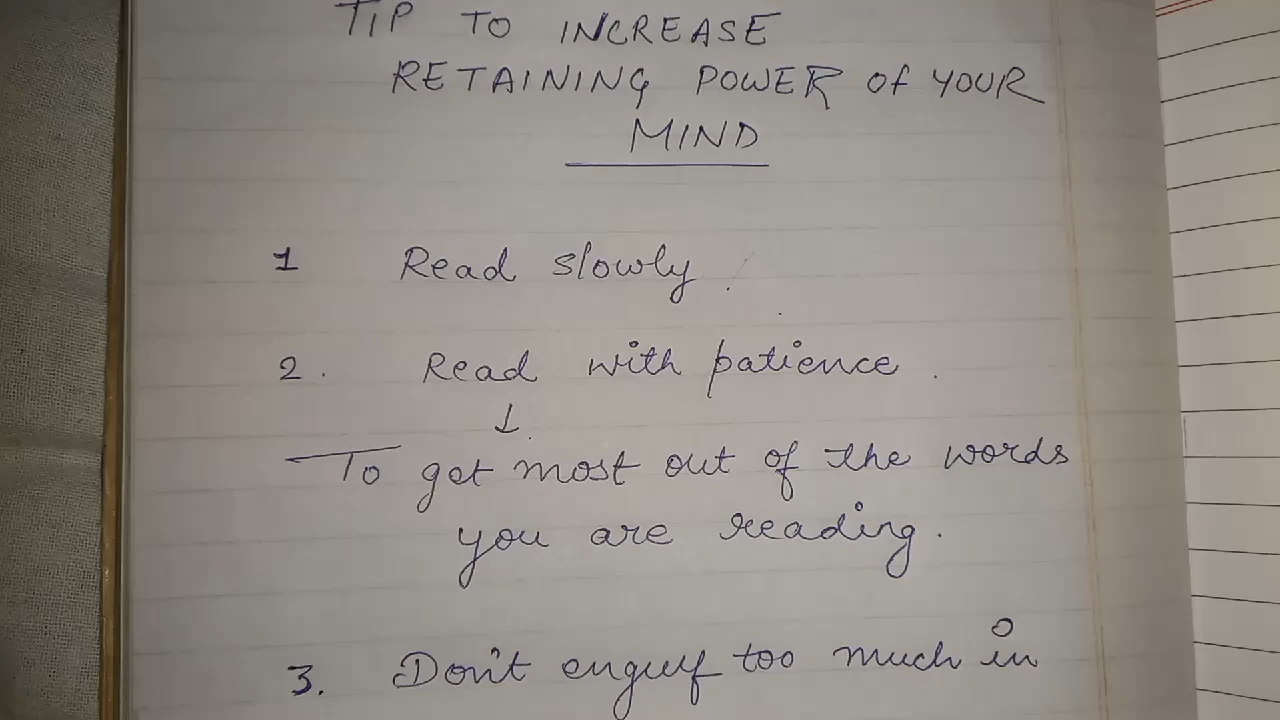 TIP TO INCREASE
RETAINING POWER Of YOUR
MIND
1 Read slowly.
2. Read with patience.
↓
To get most out of the words
you are reading.
3. Don't enguf too much in